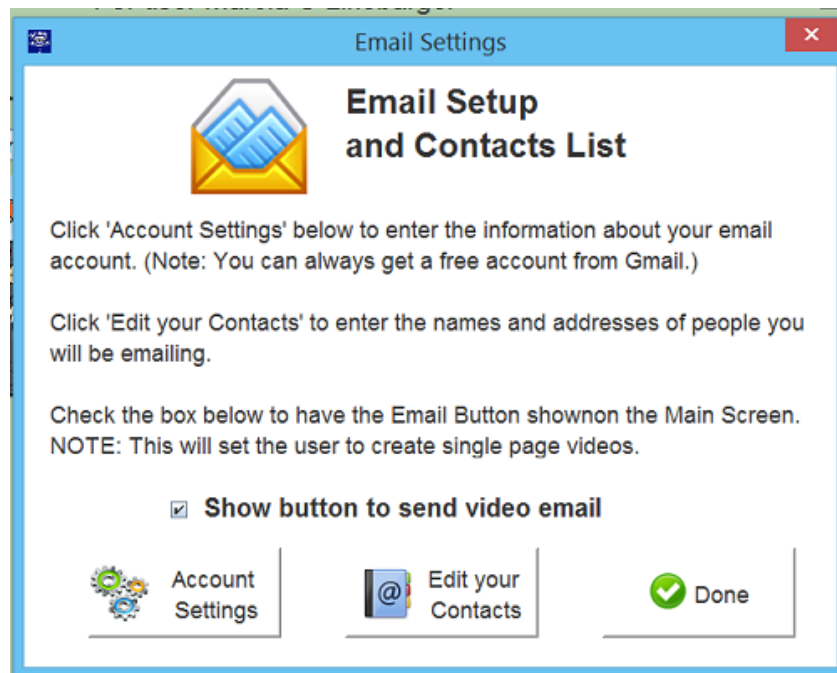 Email Settings
Email Setup
and Contacts List
Click 'Account Settings' below to enter the information about your email
account. (Note: You can always get a free account from Gmail.)
Click 'Edit your Contacts' to enter the names and addresses of people you
will be emailing.
Check the box below to have the Email Button shownon the Main Screen.
NOTE: This will set the user to create single page videos.
Show button to send video email
Account
Settings
@
Edit your
Contacts
Done